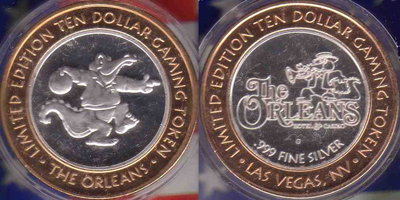 LIMITED EDITION TEN DOLLAR GAMING TOKEN
• THE ORLEANS •
LIMITED EDITION TEN DOLLAR GAMING TOKEN
The
ORLEANS
HOTEL & CASINO
.999 FINE SILVER
• LAS VEGAS, NV •